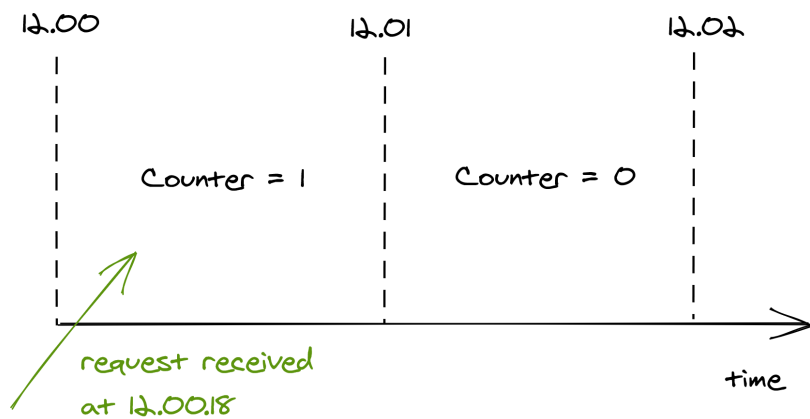 12.00
12.01
12.02
Counter = 1
Counter = 0
request received
at 12.00.18
time